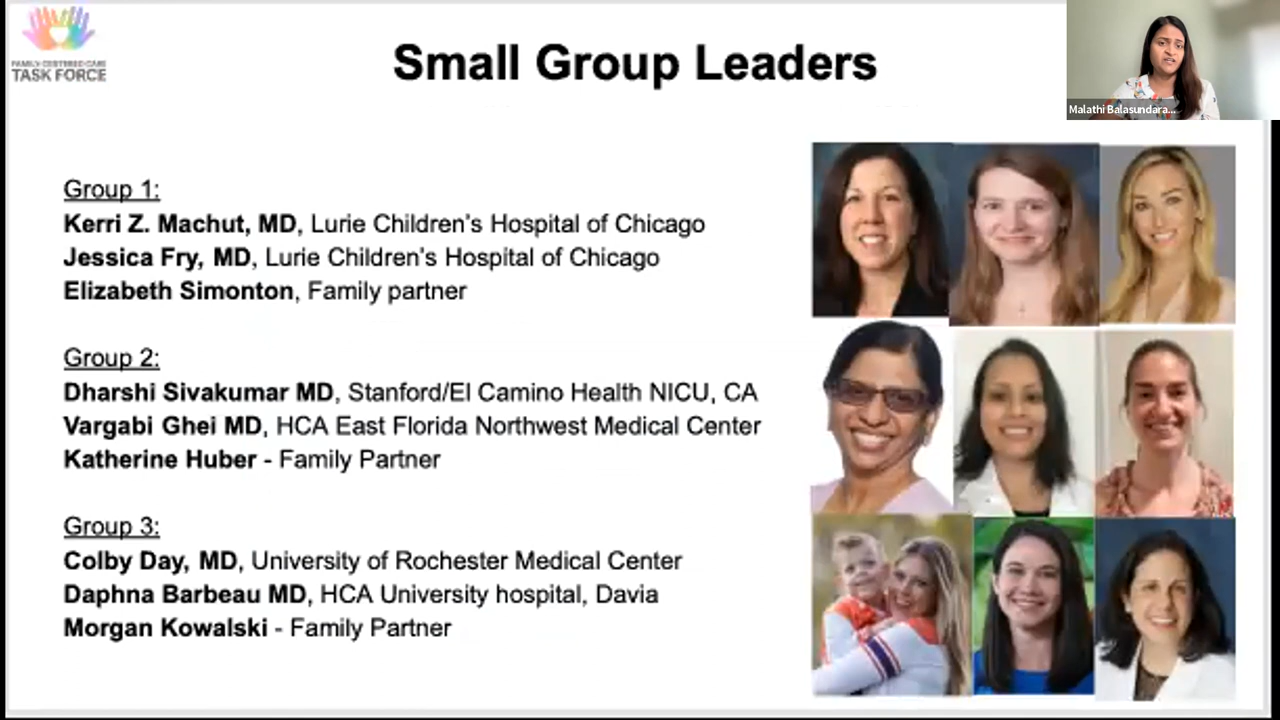 FAMILY CENTERED CARE
TASK FORCE
Small Group Leaders
Malathi Balasundara...
Group 1:
Kerri Z. Machut, MD, Lurie Children's Hospital of Chicago
Jessica Fry, MD, Lurie Children's Hospital of Chicago
Elizabeth Simonton, Family partner
Group 2:
Dharshi Sivakumar MD, Stanford/El Camino Health NICU, CA
Vargabi Ghei MD, HCA East Florida Northwest Medical Center
Katherine Huber - Family Partner
Group 3:
Colby Day, MD, University of Rochester Medical Center
Daphna Barbeau MD, HCA University hospital, Davia
Morgan Kowalski - Family Partner